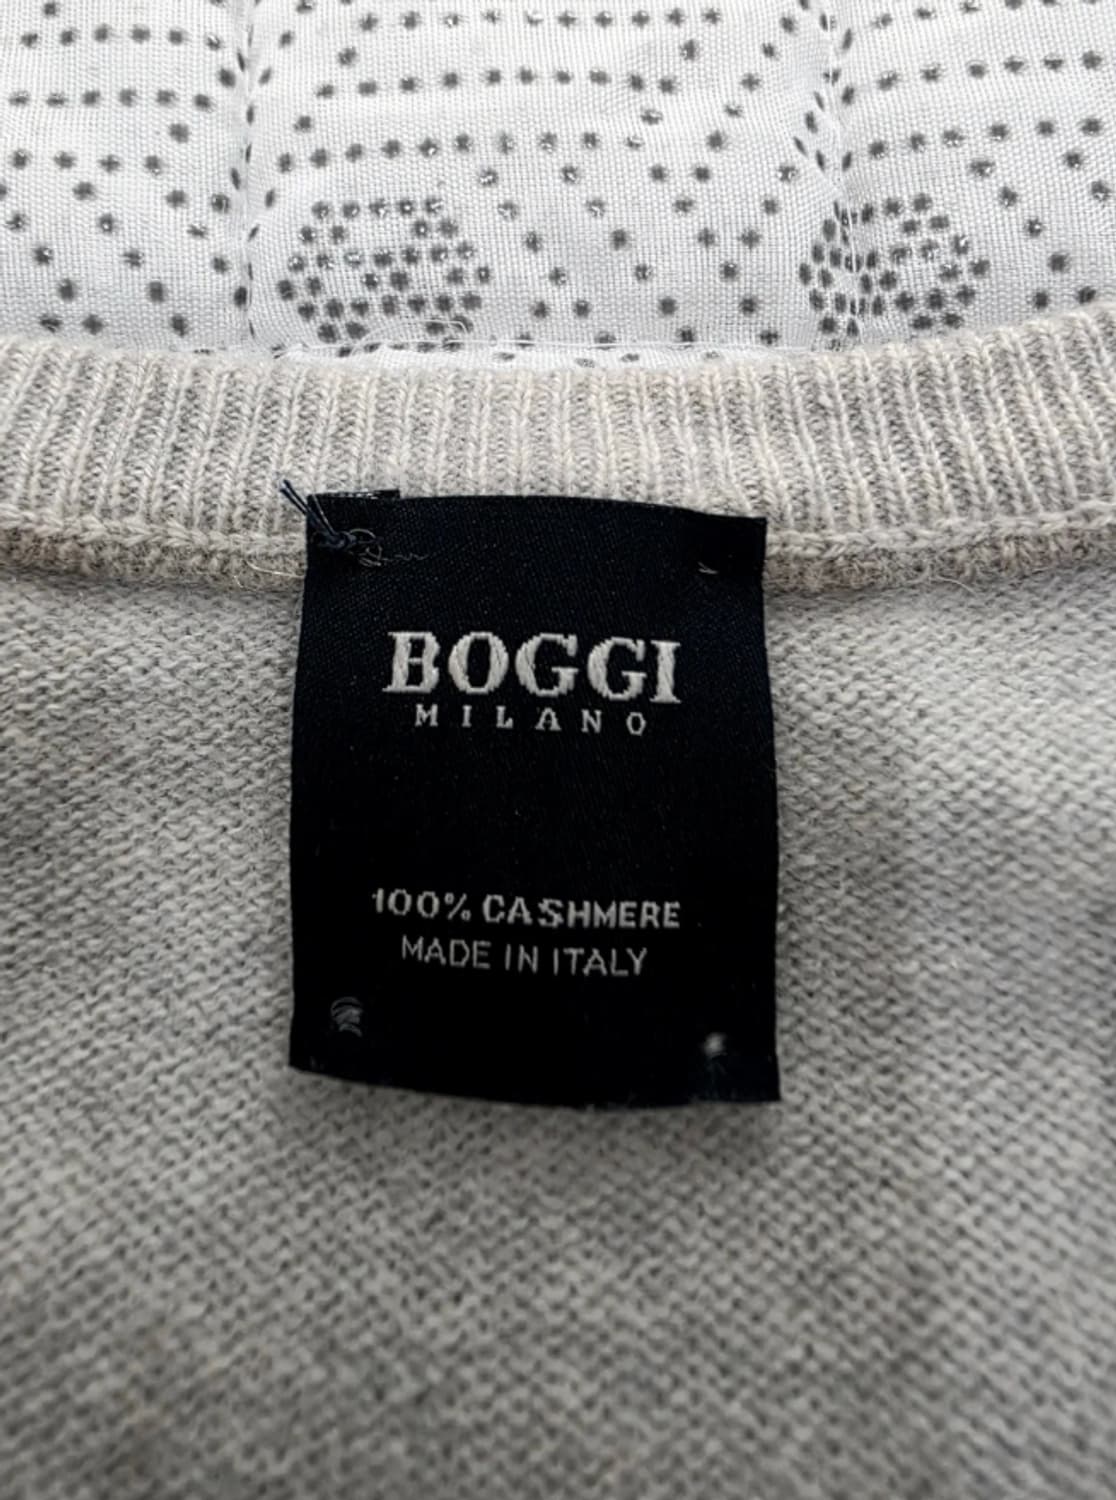 BOGGI
MILANO
100% CASHMERE
MADE IN ITALY